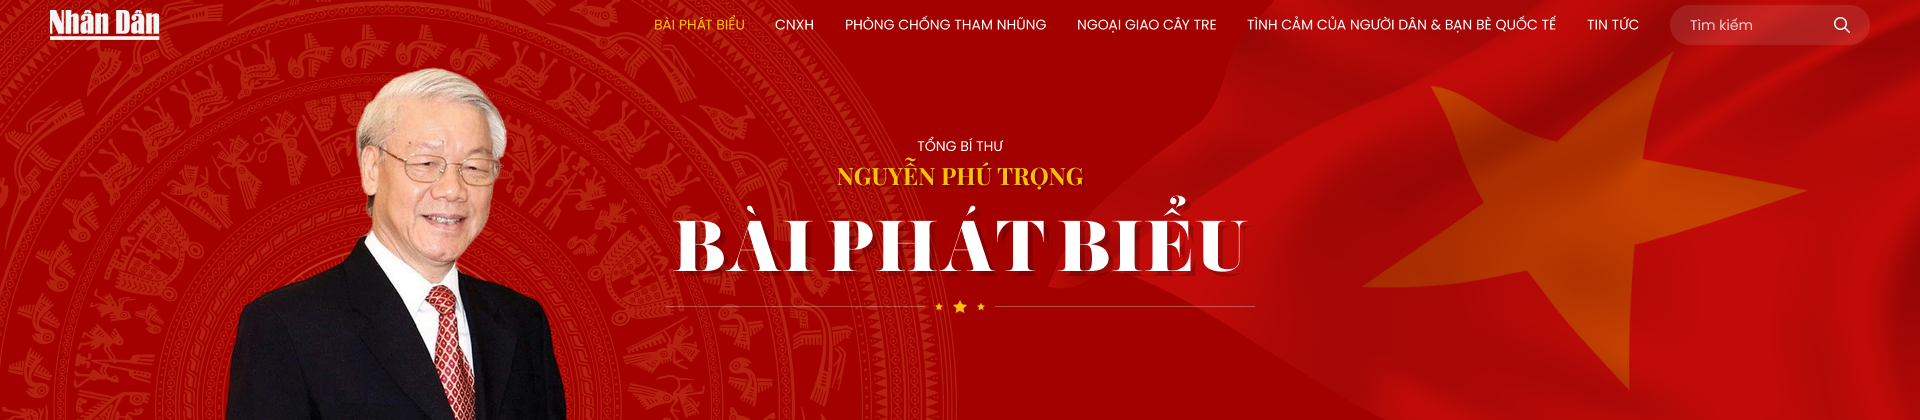 Nhân Dân
BÀI PHÁT BIỂU
CNXH
PHÒNG CHỐNG THAM NHŨNG
NGOẠI GIAO CÂY TRE
TÌNH CẢM CỦA NGƯỜI DÂN & BẠN BÈ QUỐC TẾ
TIN TỨC
Tìm kiếm
TỔNG BÍ THƯ
NGUYỄN PHÚ TRỌNG
BÀI PHÁT BIỂU